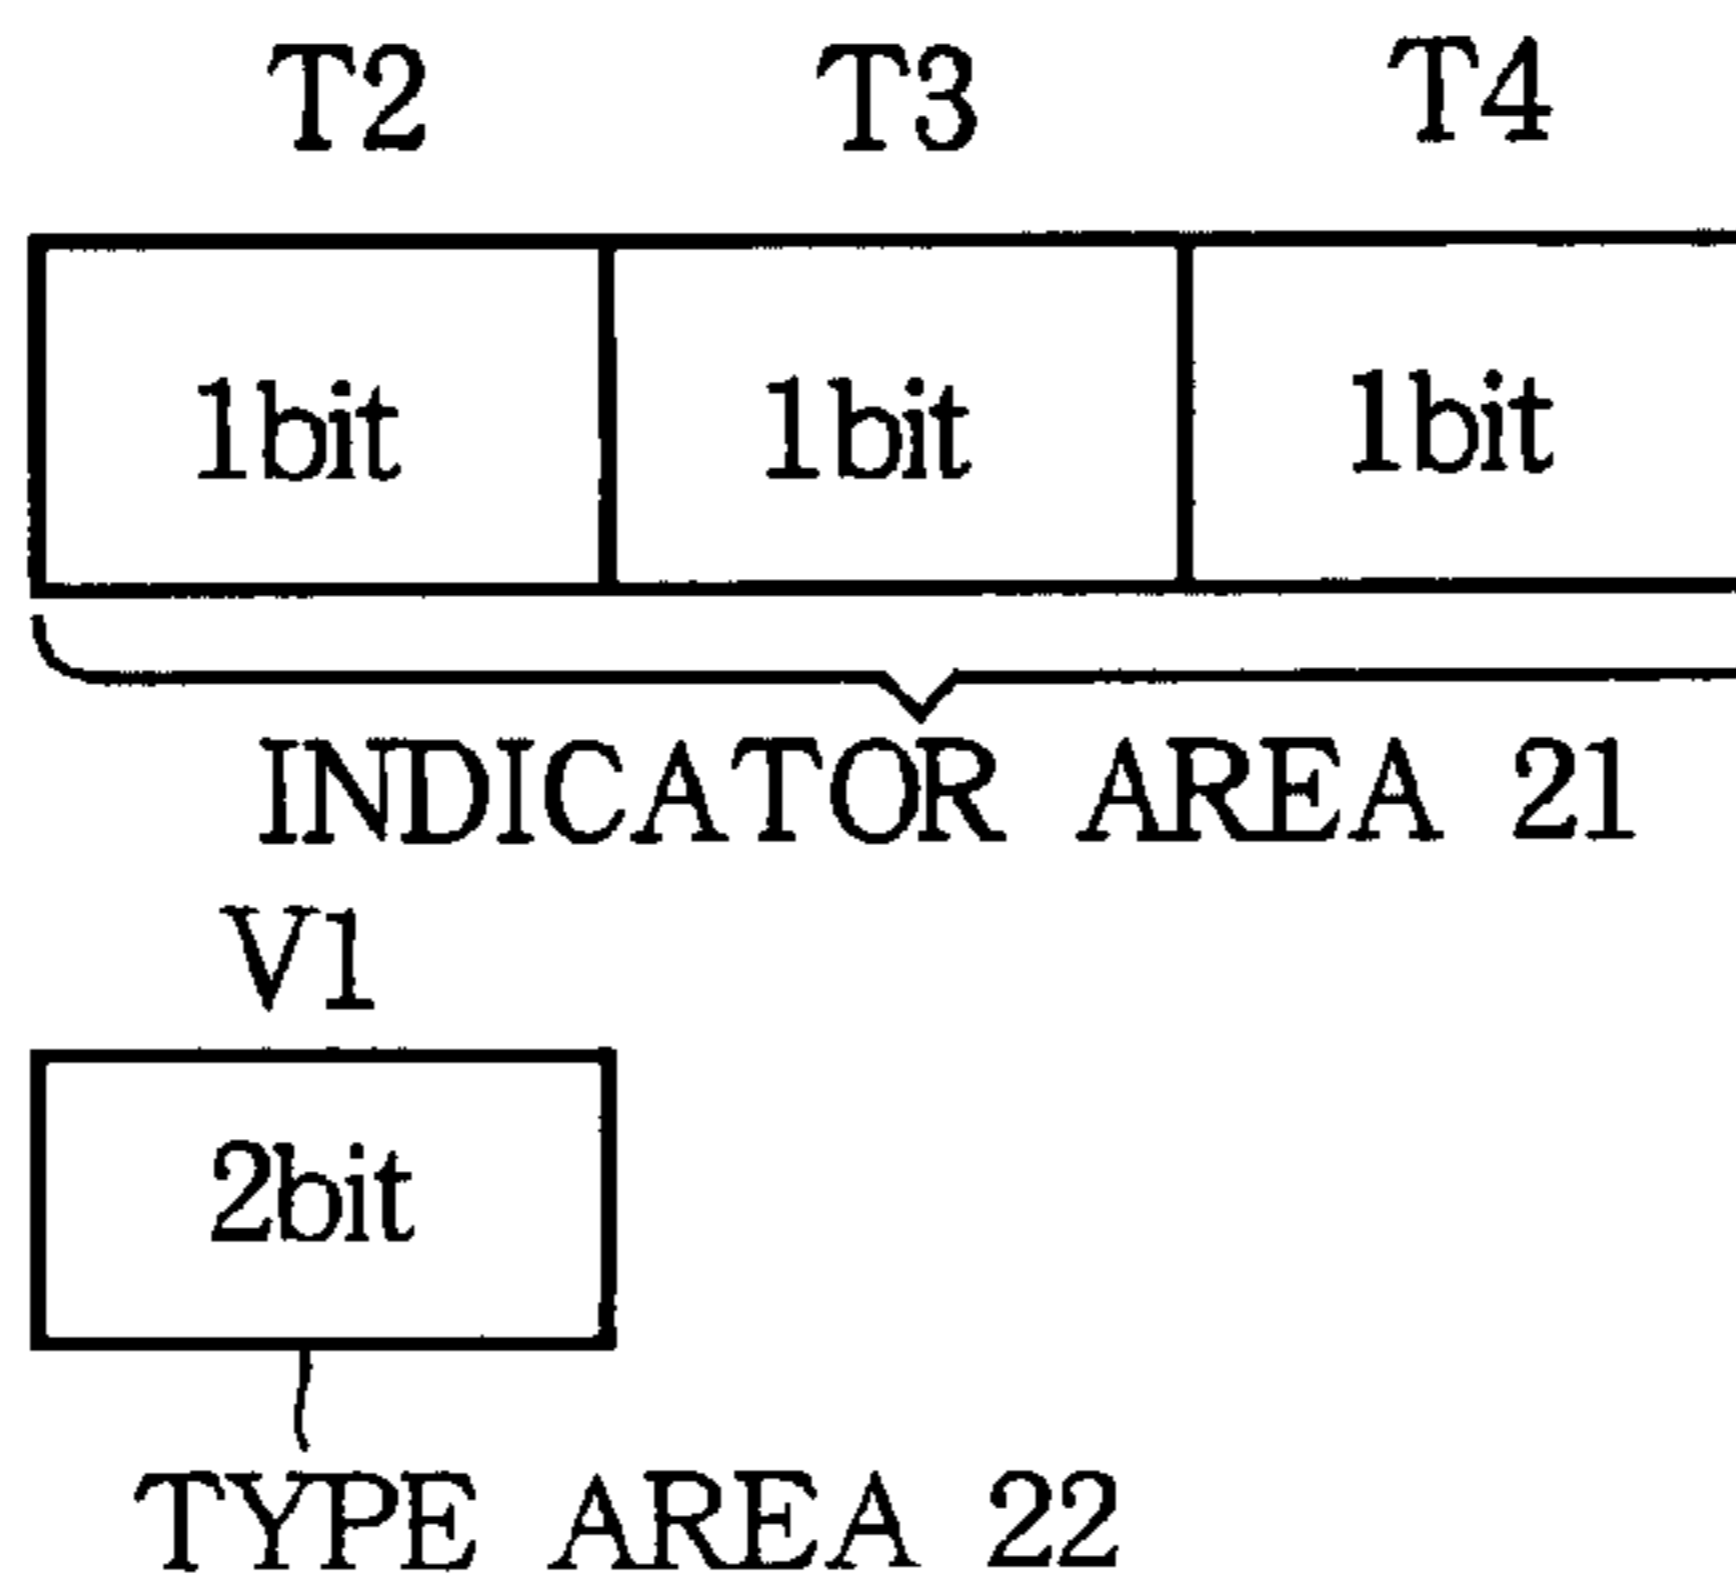 T2 T3 T4
1bit 1bit 1bit
INDICATOR AREA 21
V1
2bit
TYPE AREA 22